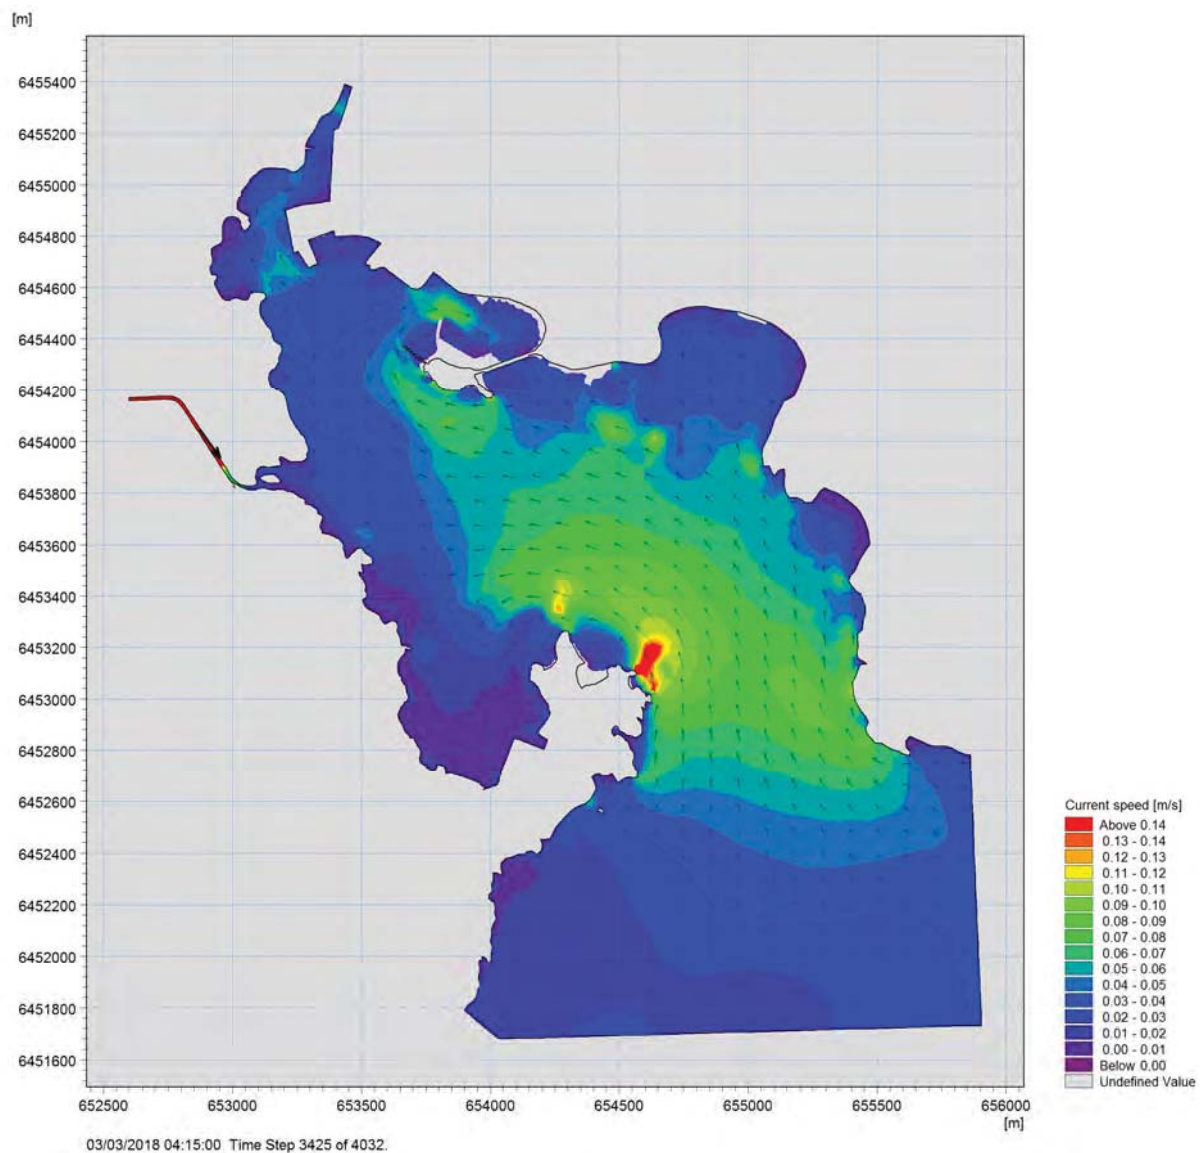 [m]
6455400
6455200
6455000
6454800
6454600
6454400
6454200
6454000
6453800
6453600
6453400
6453200
6453000
6452800
6452600
6452400
6452200
6452000
6451800
6451600
652500 653000 653500 654000 654500 655000 655500 656000
[m]
03/03/2018 04:15:00 Time Step 3425 of 4032.
Current speed [m/s]
Above 0.14
0.13 - 0.14
0.12 - 0.13
0.11 - 0.12
0.10 - 0.11
0.09 - 0.10
0.08 - 0.09
0.07 - 0.08
0.06 - 0.07
0.05 - 0.06
0.04 - 0.05
0.03 - 0.04
0.02 - 0.03
0.01 - 0.02
0.00 - 0.01
Below 0.00
Undefined Value